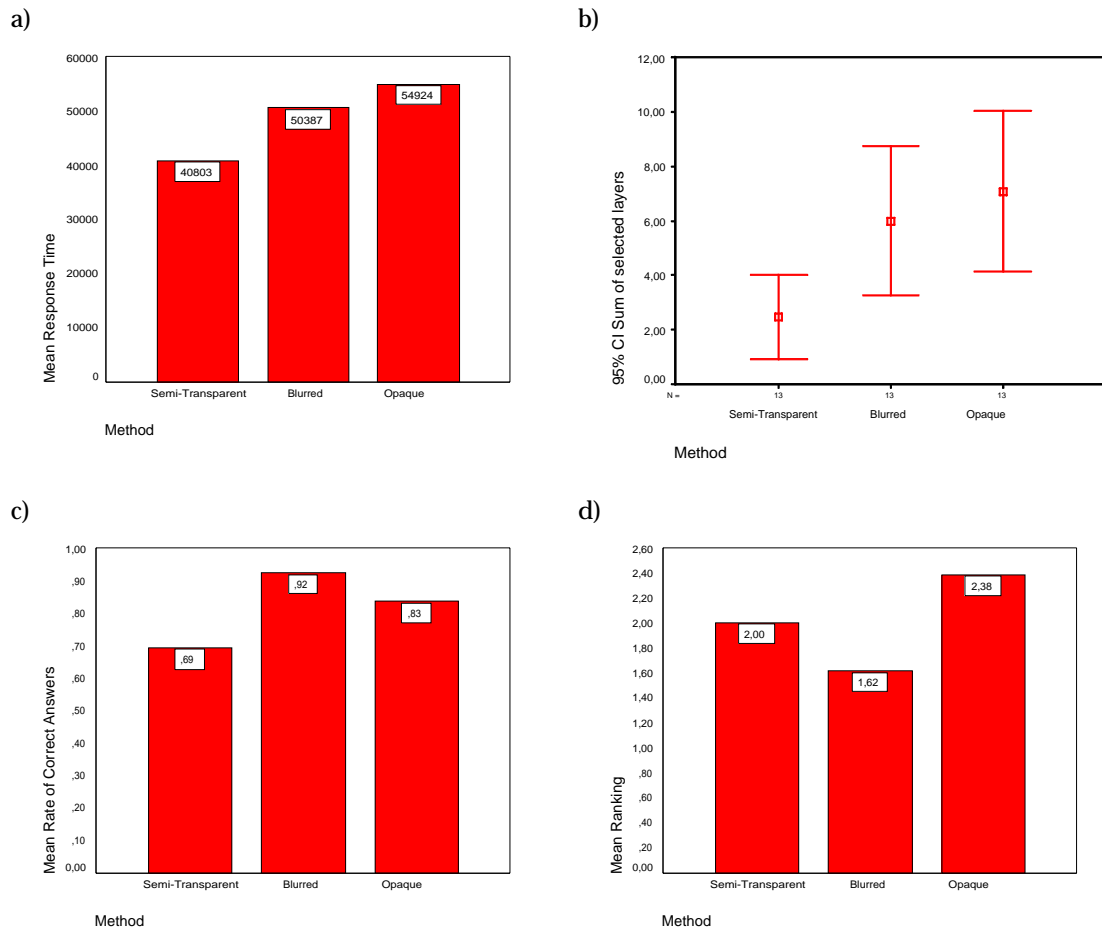 a)
60000
50000
40000
30000
20000
10000
0
Mean Response Time
40803
50387
54924
Semi-Transparent Blurred Opaque
Method
b)
12,00
10,00
8,00
6,00
4,00
2,00
0,00
95% CI Sum of selected layers
N = 13 13 13
Semi-Transparent Blurred Opaque
Method
c)
1,00
,90
,80
,70
,60
,50
,40
,30
,20
,10
0,00
Mean Rate of Correct Answers
,69
,92
,83
Semi-Transparent Blurred Opaque
Method
d)
2,60
2,40
2,20
2,00
1,80
1,60
1,40
1,20
1,00
,80
,60
,40
,20
0,00
Mean Ranking
2,00
1,62
2,38
Semi-Transparent Blurred Opaque
Method